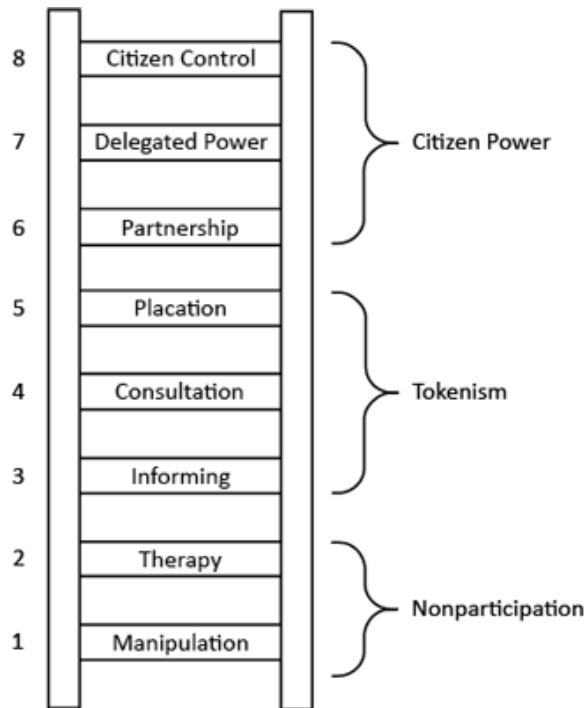 8 Citizen Control
7 Delegated Power Citizen Power
6 Partnership
5 Placation
4 Consultation Tokenism
3 Informing
2 Therapy
Nonparticipation
1 Manipulation